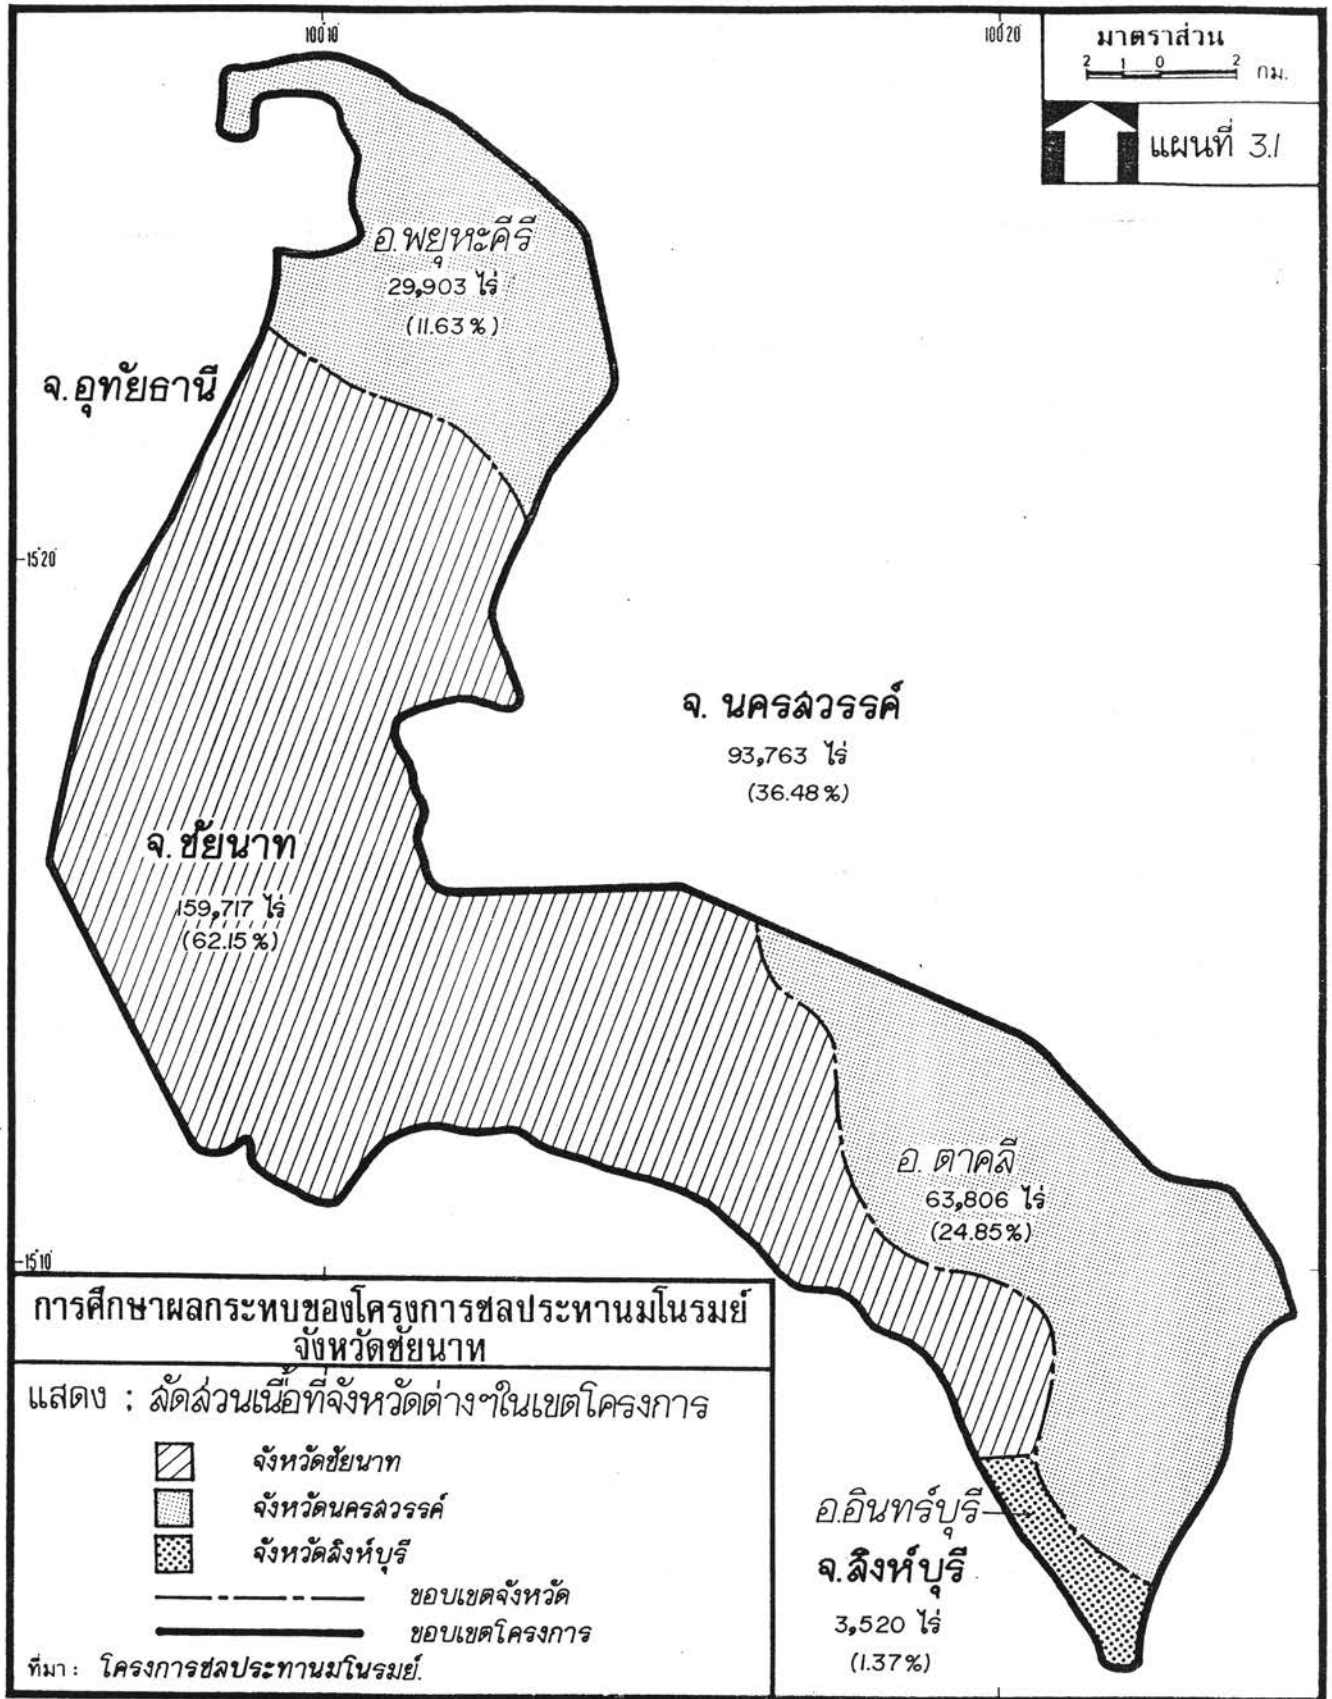 100°10'
100°20'
มาตราส่วน
2 1 0 2 กม.
แผนที่ 3.1
อ.พยุหะคีรี
29,903 ไร่
(11.63%)
จ.อุทัยธานี
15°20'
จ. นครสวรรค์
93,763 ไร่
(36.48%)
จ. ชัยนาท
159,717 ไร่
(62.15%)
อ. ตาคลี
63,806 ไร่
(24.85%)
15°10'
การศึกษาผลกระทบของโครงการชลประทานมโนรมย์
จังหวัดชัยนาท
แสดง : สัดส่วนเนื้อที่จังหวัดต่างๆในเขตโครงการ
จังหวัดชัยนาท
จังหวัดนครสวรรค์
จังหวัดสิงห์บุรี
ขอบเขตจังหวัด
ขอบเขตโครงการ
ที่มา : โครงการชลประทานมโนรมย์.
อ.อินทร์บุรี
จ.สิงห์บุรี
3,520 ไร่
(1.37%)